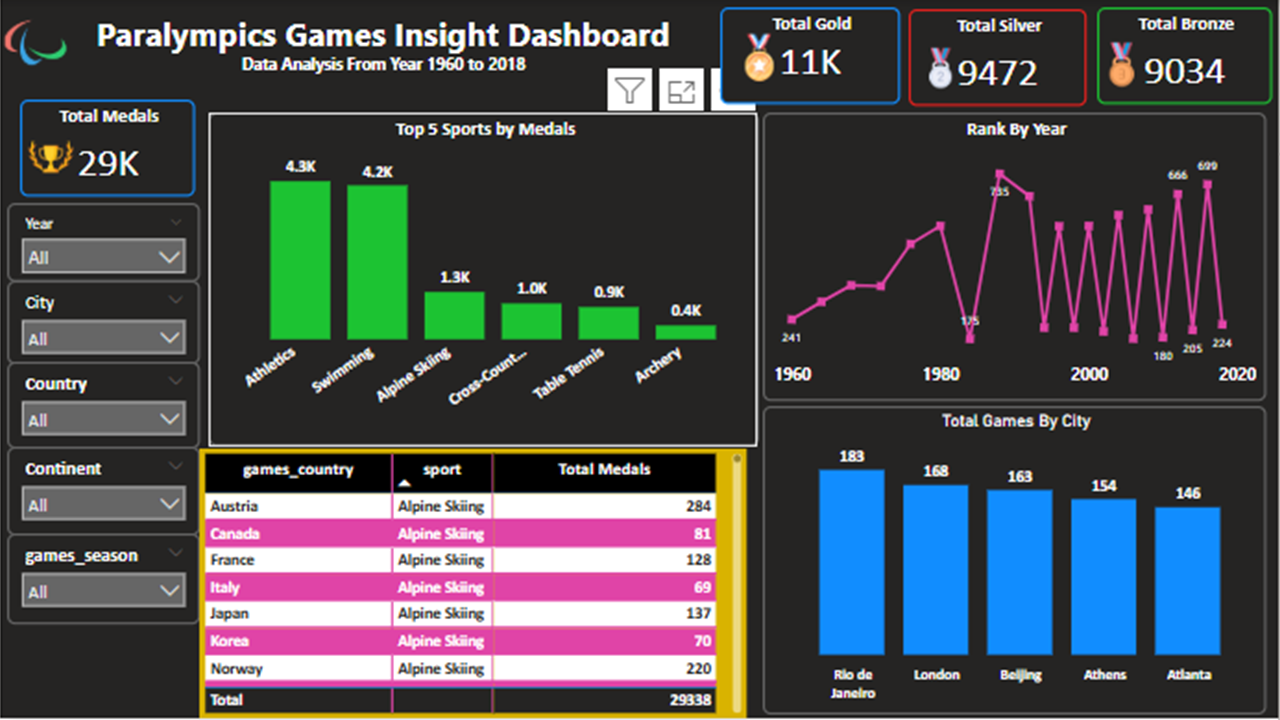 Paralympics Games Insight Dashboard
Data Analysis From Year 1960 to 2018
Total Gold
11K
Total Silver
2
9472
Total Bronze
3
9034
Total Medals
29K
Year
All
City
All
Country
All
Continent
All
games_season
All
Top 5 Sports by Medals
4.3K
4.2K
1.3K
1.0K
0.9K
0.4K
Athletics
Swimming
Alpine Skiing
Cross-Count...
Table Tennis
Archery
Rank By Year
241
175
735
666
699
180
205
224
1960 1980 2000 2020
games_country sport Total Medals
Austria Alpine Skiing 284
Canada Alpine Skiing 81
France Alpine Skiing 128
Italy Alpine Skiing 69
Japan Alpine Skiing 137
Korea Alpine Skiing 70
Norway Alpine Skiing 220
Total 29338
Total Games By City
183 168 163 154 146
Rio de
Janeiro
London
Beijing
Athens
Atlanta